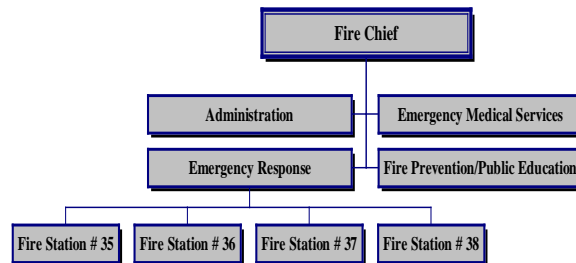 Fire Chief
Administration
Emergency Medical Services
Emergency Response
Fire Prevention/Public Education
Fire Station # 35
Fire Station # 36
Fire Station # 37
Fire Station # 38